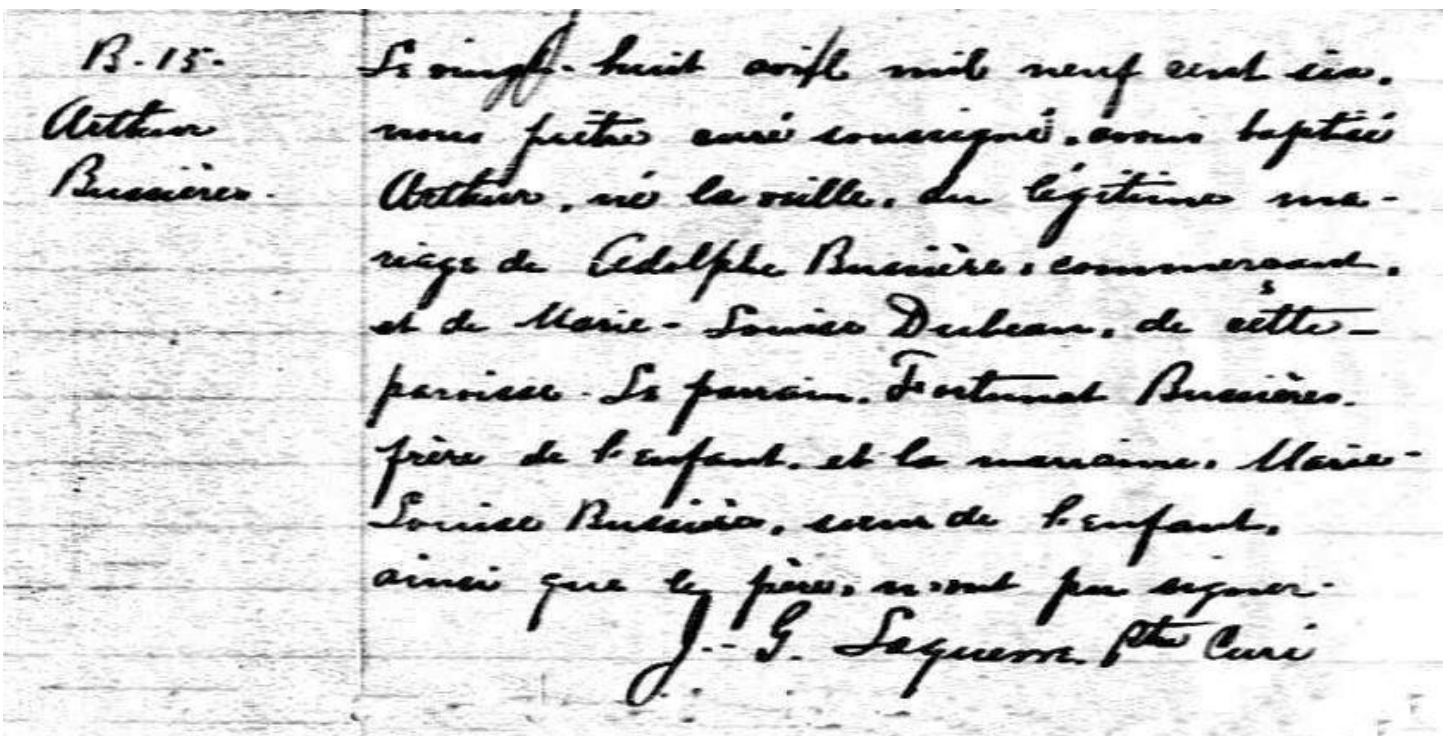 B. 15.
Arthur
Bussières.
Le vingt-huit avril mil neuf cent six,
nous prêtre curé soussigné, avons baptisé
Arthur, né la veille, du légitime ma-
riage de Adolphe Bussière, commerçant,
et de Marie-Louise Dubeau, de cette
paroisse. Le parrain, Fortunat Bussières,
frère de l'enfant, et la marraine, Marie-
Louise Bussière, sœur de l'enfant,
ainsi que le père, n'ont pu signer.
J.-G. Laquerre Ptre Curé